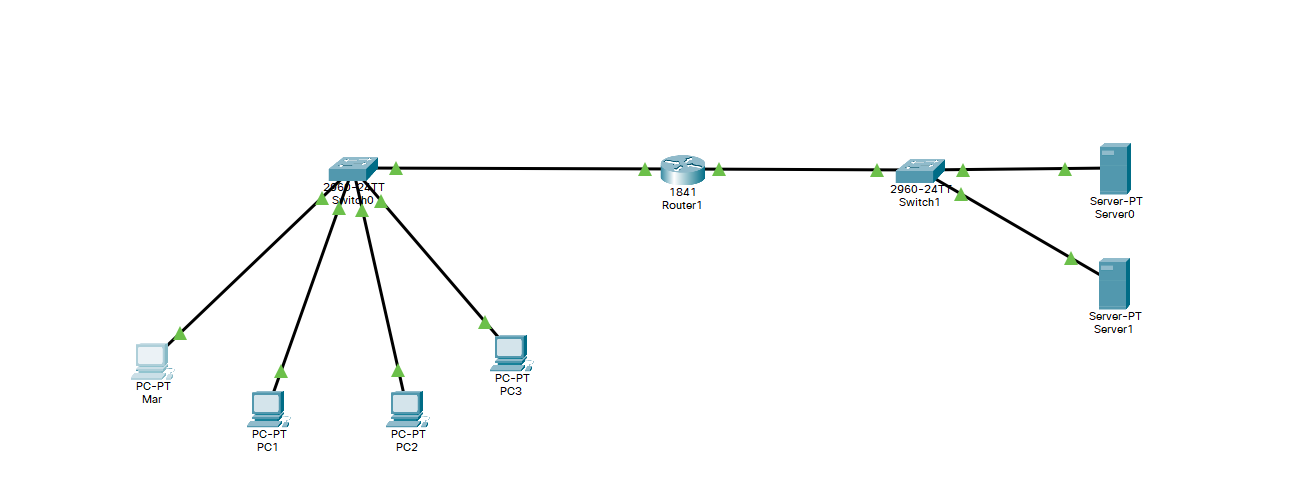 2960-24TT
Switch0
1841
Router1
2960-24TT
Switch1
Server-PT
Server0
Server-PT
Server1
PC-PT
Mar
PC-PT
PC1
PC-PT
PC2
PC-PT
PC3